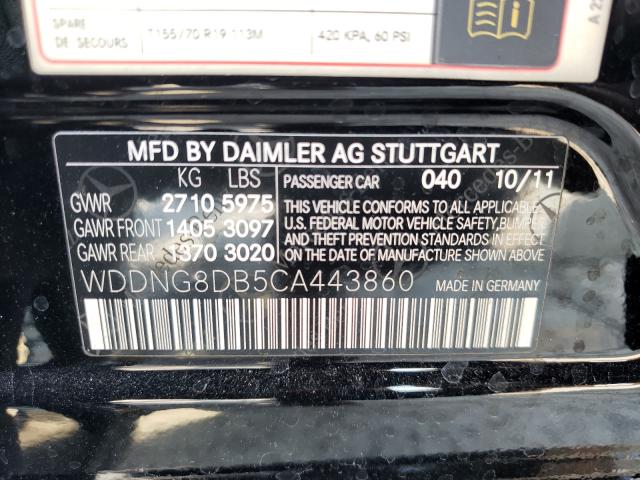 SPARE
DE SECOURS T155/70 R19 113M 420 KPA, 60 PSI
MFD BY DAIMLER AG STUTTGART
KG LBS PASSENGER CAR 040 10/11
GVWR 2710 5975 THIS VEHICLE CONFORMS TO ALL APPLICABLE
GAWR FRONT 1405 3097 U.S. FEDERAL MOTOR VEHICLE SAFETY, BUMPER,
AND THEFT PREVENTION STANDARDS IN EFFECT ON
GAWR REAR 1370 3020 THE DATE OF MANUFACTURE SHOWN ABOVE.
WDDNG8DB5CA443860 MADE IN GERMANY